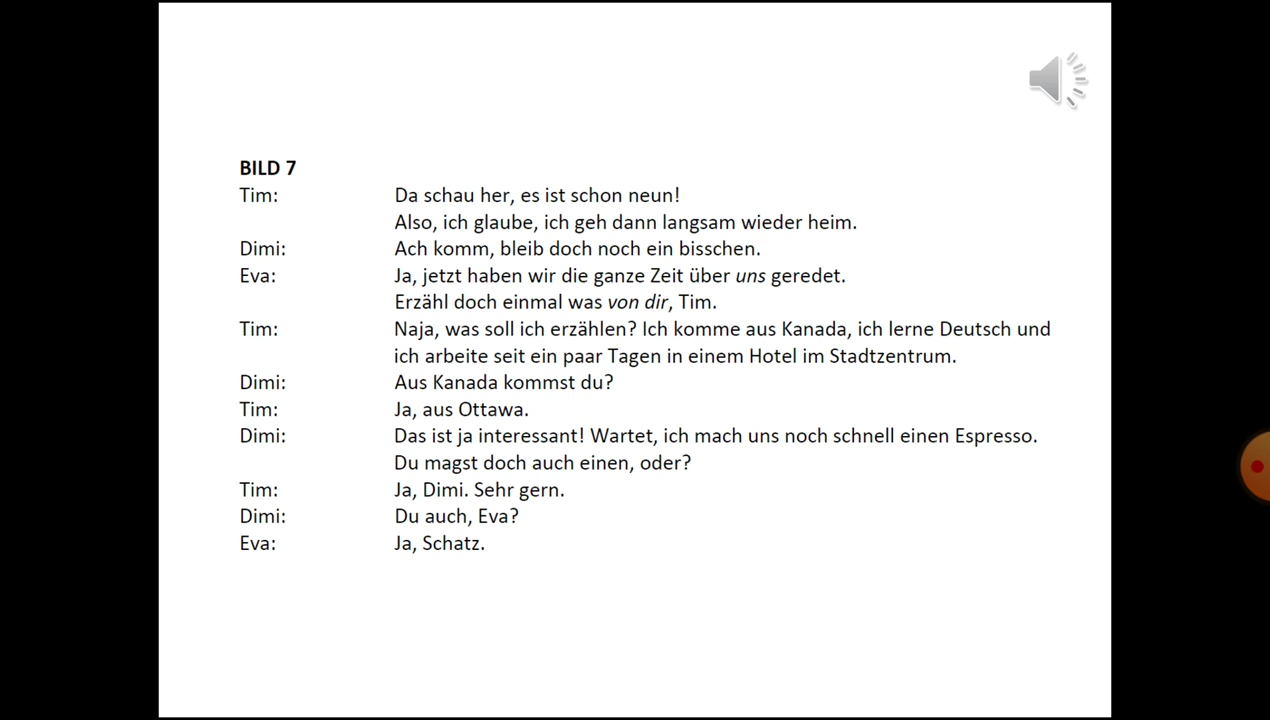 BILD 7
Tim: Da schau her, es ist schon neun!
Also, ich glaube, ich geh dann langsam wieder heim.
Dimi: Ach komm, bleib doch noch ein bisschen.
Eva: Ja, jetzt haben wir die ganze Zeit über uns geredet.
Erzähl doch einmal was von dir, Tim.
Tim: Naja, was soll ich erzählen? Ich komme aus Kanada, ich lerne Deutsch und
ich arbeite seit ein paar Tagen in einem Hotel im Stadtzentrum.
Dimi: Aus Kanada kommst du?
Tim: Ja, aus Ottawa.
Dimi: Das ist ja interessant! Wartet, ich mach uns noch schnell einen Espresso.
Du magst doch auch einen, oder?
Tim: Ja, Dimi. Sehr gern.
Dimi: Du auch, Eva?
Eva: Ja, Schatz.